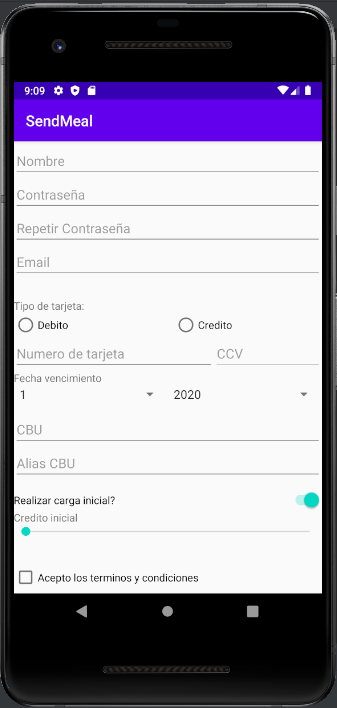 9:09
SendMeal
Nombre
Contraseña
Repetir Contraseña
Email
Tipo de tarjeta:
Debito Credito
Numero de tarjeta CCV
Fecha vencimiento
1 2020
CBU
Alias CBU
Realizar carga inicial?
Credito inicial
Acepto los terminos y condiciones